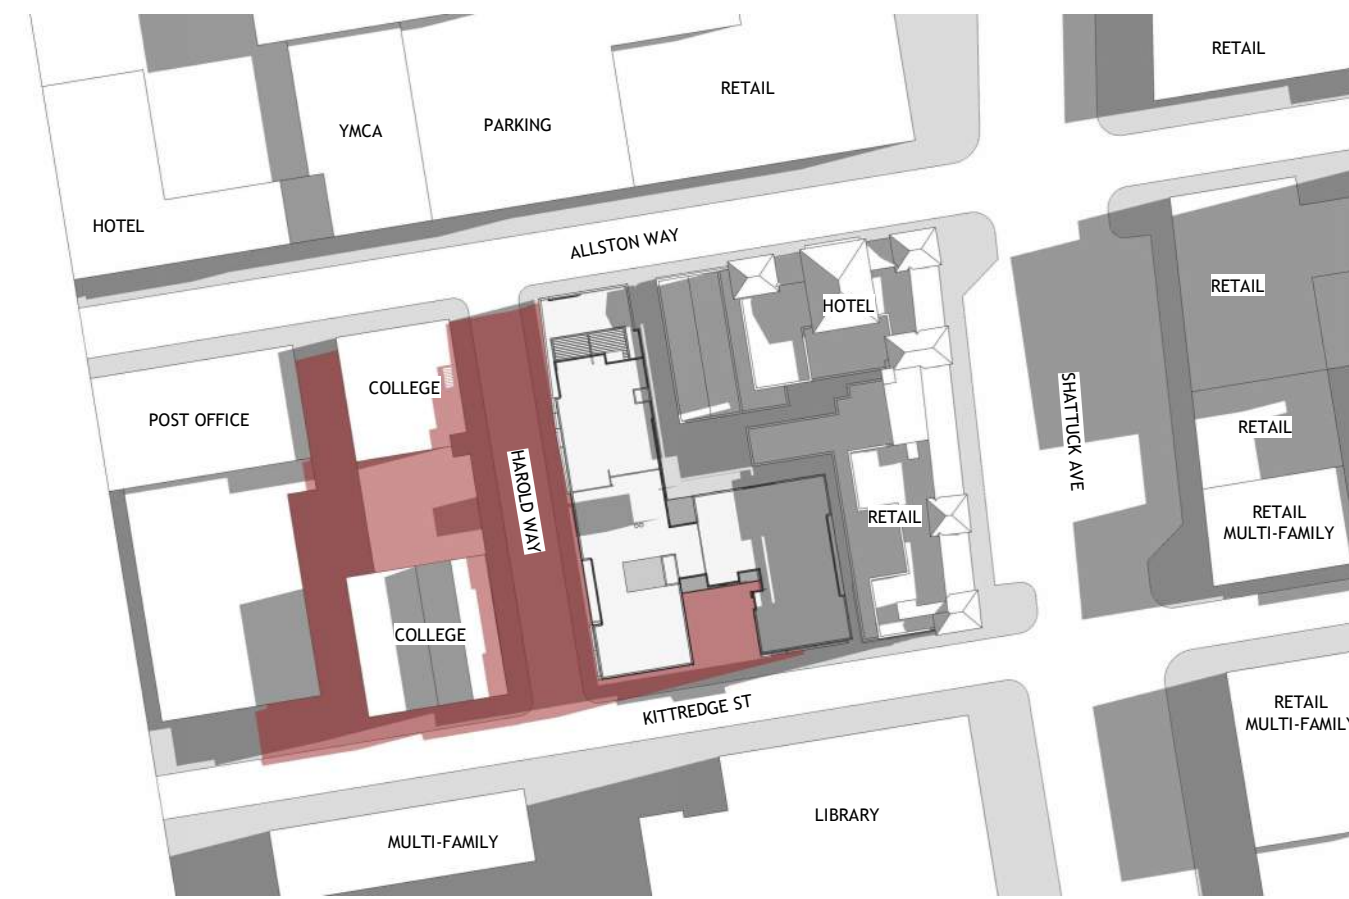 RETAIL
RETAIL
PARKING
YMCA
HOTEL
ALLSTON WAY
RETAIL
HOTEL
COLLEGE
POST OFFICE
SHATTUCK AVE
RETAIL
HAROLD WAY
RETAIL
RETAIL
MULTI-FAMILY
COLLEGE
KITTREDGE ST
RETAIL
MULTI-FAMILY
LIBRARY
MULTI-FAMILY